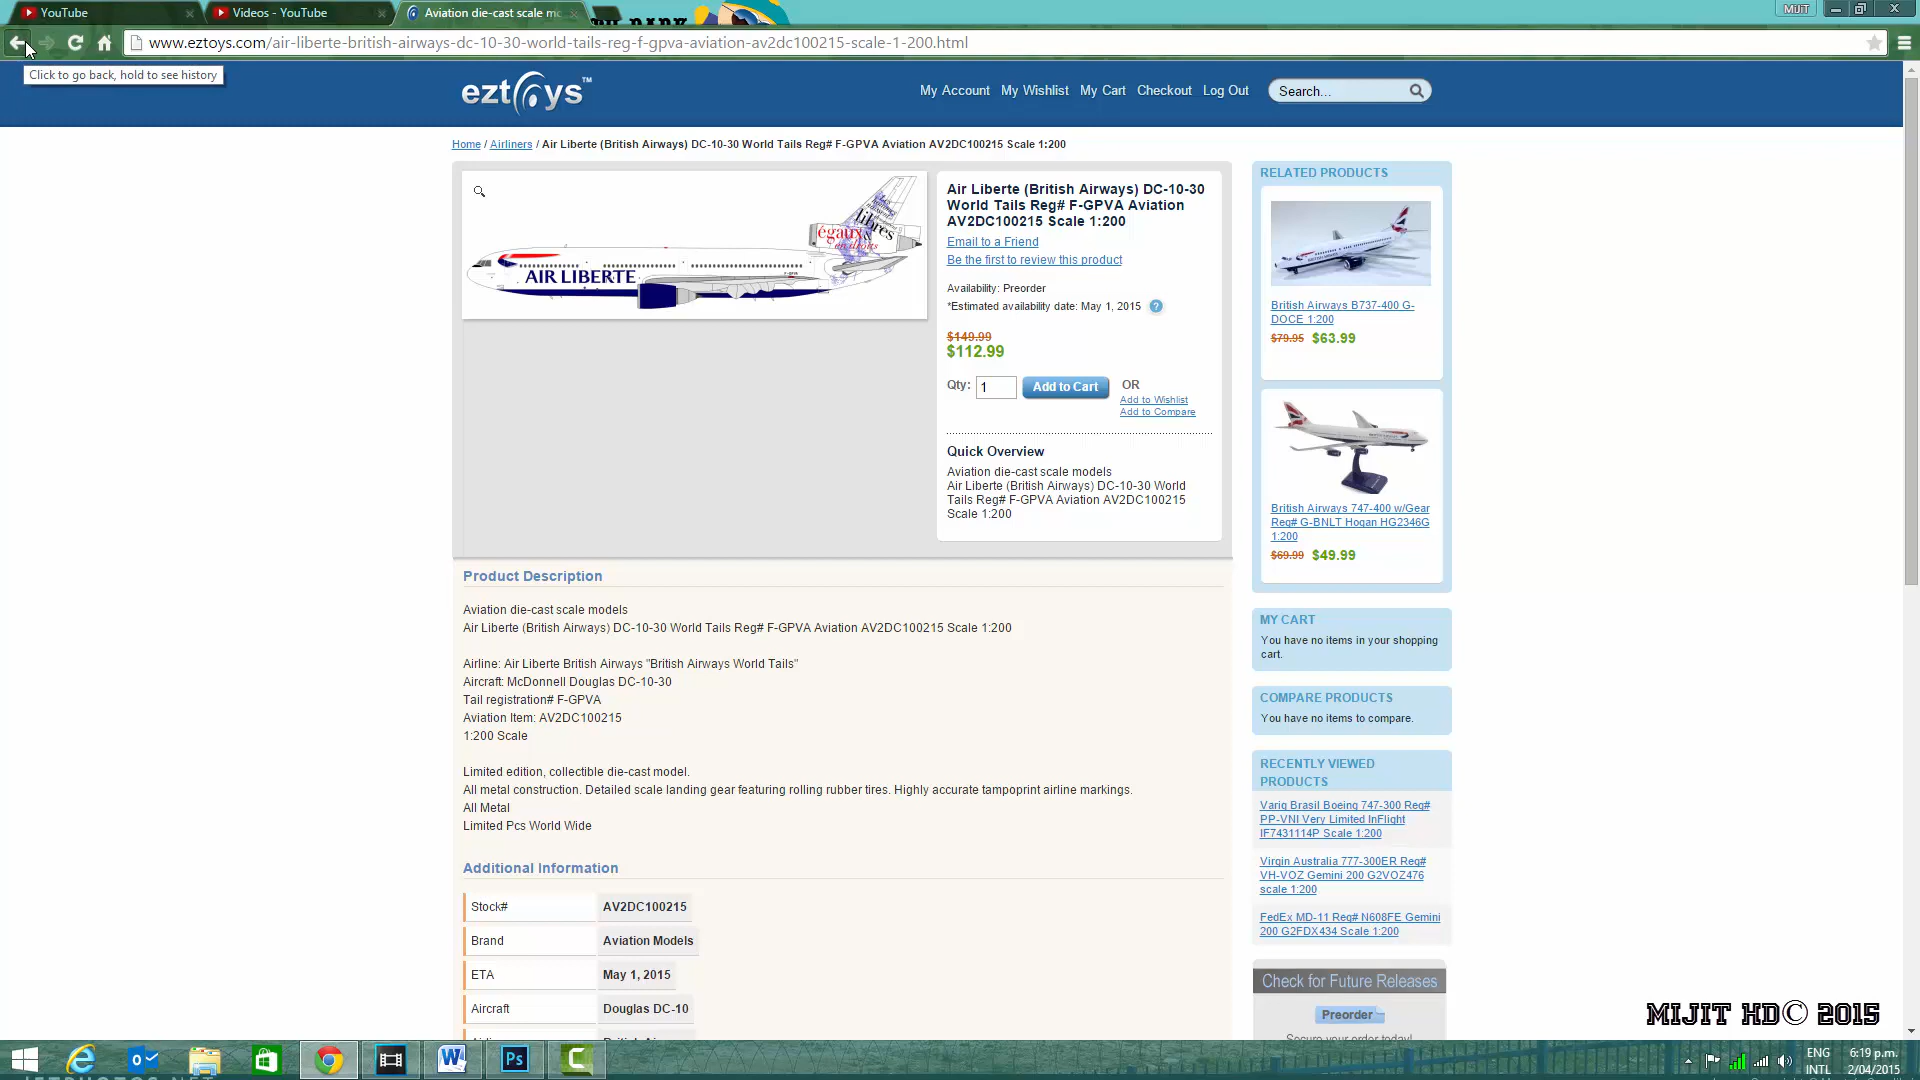 YouTube
Videos - YouTube
Aviation die-cast scale mo
MiJiT
www.eztoys.com/air-liberte-british-airways-dc-10-30-world-tails-reg-f-gpva-aviation-av2dc100215-scale-1-200.html
Click to go back, hold to see history
eztoys™
My Account My Wishlist My Cart Checkout Log Out
Search...
Home / Airliners / Air Liberte (British Airways) DC-10-30 World Tails Reg# F-GPVA Aviation AV2DC100215 Scale 1:200
libres
égaux&
en droits
AIR LIBERTE
Air Liberte (British Airways) DC-10-30
World Tails Reg# F-GPVA Aviation
AV2DC100215 Scale 1:200
Email to a Friend
Be the first to review this product
Availability: Preorder
*Estimated availability date: May 1, 2015 ?
$149.99
$112.99
Qty: 1 Add to Cart OR
Add to Wishlist
Add to Compare
Quick Overview
Aviation die-cast scale models
Air Liberte (British Airways) DC-10-30 World
Tails Reg# F-GPVA Aviation AV2DC100215
Scale 1:200
Product Description
Aviation die-cast scale models
Air Liberte (British Airways) DC-10-30 World Tails Reg# F-GPVA Aviation AV2DC100215 Scale 1:200
Airline: Air Liberte British Airways "British Airways World Tails"
Aircraft: McDonnell Douglas DC-10-30
Tail registration# F-GPVA
Aviation Item: AV2DC100215
1:200 Scale
Limited edition, collectible die-cast model.
All metal construction. Detailed scale landing gear featuring rolling rubber tires. Highly accurate tampoprint airline markings.
All Metal
Limited Pcs World Wide
Additional Information
Stock# AV2DC100215
Brand Aviation Models
ETA May 1, 2015
Aircraft Douglas DC-10
RELATED PRODUCTS
British Airways B737-400 G-
DOCE 1:200
$79.95 $63.99
British Airways 747-400 w/Gear
Reg# G-BNLT Hogan HG2346G
1:200
$69.99 $49.99
MY CART
You have no items in your shopping
cart.
COMPARE PRODUCTS
You have no items to compare.
RECENTLY VIEWED
PRODUCTS
Varig Brasil Boeing 747-300 Reg#
PP-VNI Very Limited InFlight
IF7431114P Scale 1:200
Virgin Australia 777-300ER Reg#
VH-VOZ Gemini 200 G2VOZ476
scale 1:200
FedEx MD-11 Reg# N608FE Gemini
200 G2FDX434 Scale 1:200
Check for Future Releases
Preorder
Secure your order today!
MIJIT HD© 2015
ENG
INTL
6:19 p.m.
2/04/2015